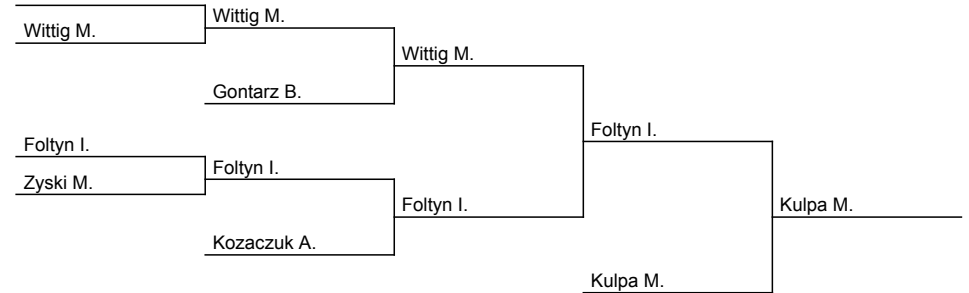 Wittig M.
Wittig M.
Wittig M.
Gontarz B.
Foltyn I.
Foltyn I.
Foltyn I.
Zyski M.
Foltyn I.
Kulpa M.
Kozaczuk A.
Kulpa M.